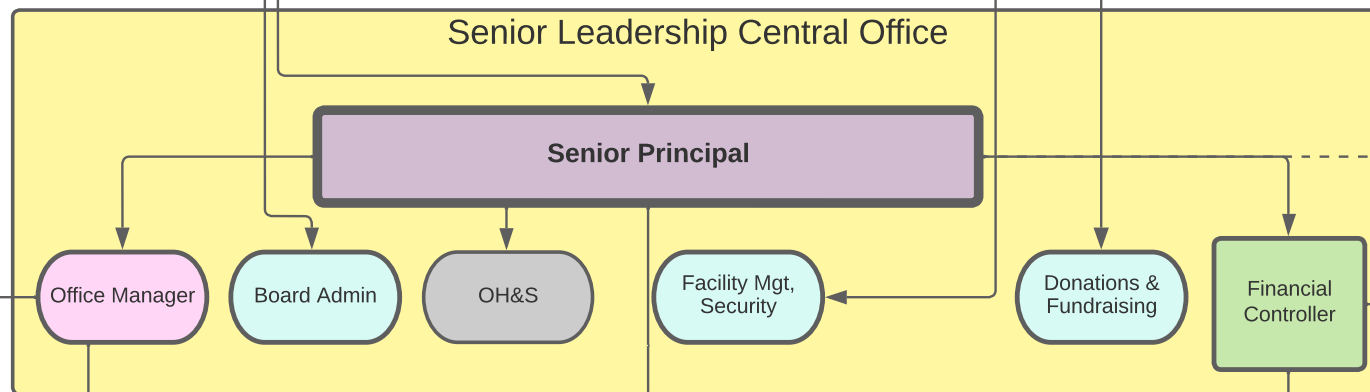 Senior Leadership Central Office
Senior Principal
Office Manager
Board Admin
OH&S
Facility Mgt,
Security
Donations &
Fundraising
Financial
Controller